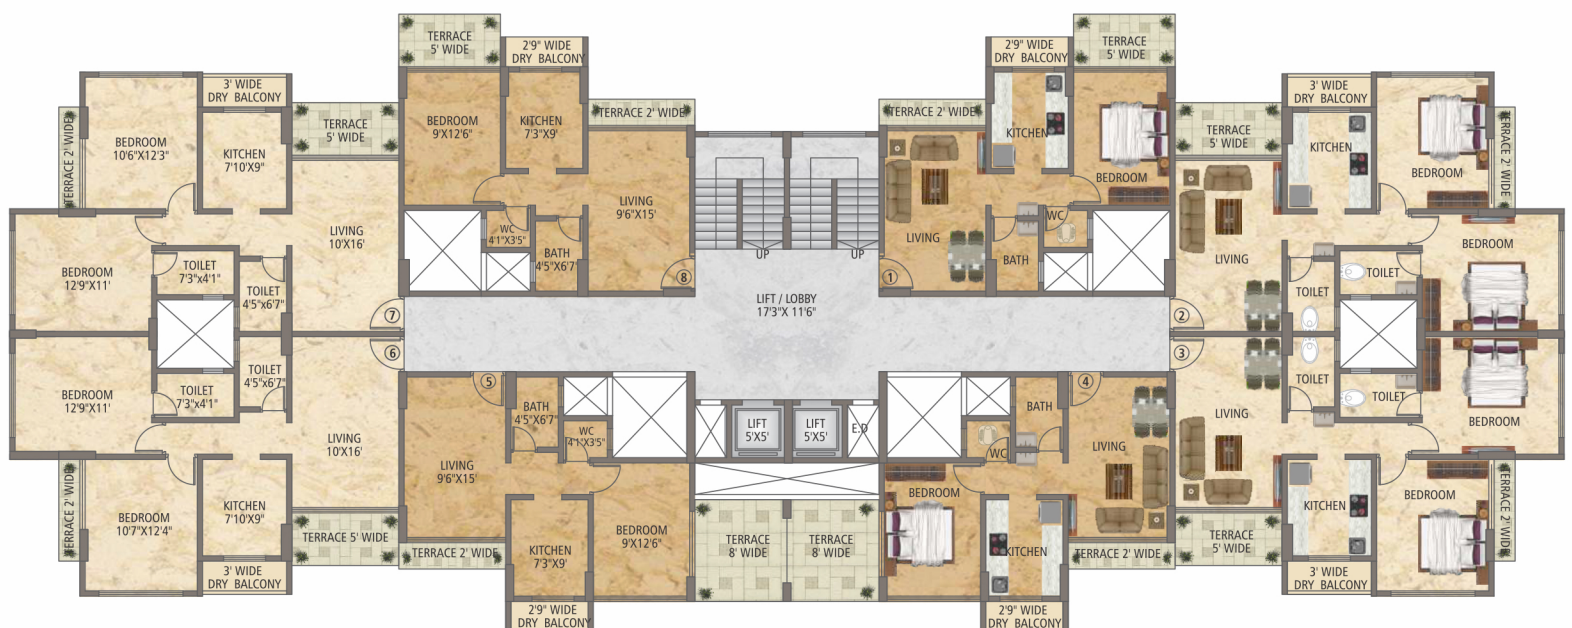 TERRACE
5' WIDE
2'9" WIDE
DRY BALCONY
3' WIDE
DRY BALCONY
TERRACE 2' WIDE
BEDROOM
10'6"X12'3"
KITCHEN
7'10'X9"
TERRACE
5' WIDE
BEDROOM
9'X12'6"
KITCHEN
7'3"X9'
TERRACE 2' WIDE
LIVING
9'6"X15'
LIVING
10'X16'
WC
4'1"X3'5"
BATH
4'5"X6'7"
BEDROOM
12'9"X11'
TOILET
7'3"x4'1"
TOILET
4'5"x6'7"
7
8
UP
UP
LIFT / LOBBY
17'3"X 11'6"
TERRACE 2' WIDE
2'9" WIDE
DRY BALCONY
TERRACE
5' WIDE
KITCHEN
BEDROOM
LIVING
WC
BATH
1
3' WIDE
DRY BALCONY
TERRACE
5' WIDE
KITCHEN
BEDROOM
TERRACE 2' WIDE
LIVING
BEDROOM
TOILET
TOILET
2
6
BEDROOM
12'9"X11'
TOILET
4'5"x6'7"
TOILET
7'3"x4'1"
LIVING
10'X16'
BEDROOM
10'7"X12'4"
KITCHEN
7'10'X9"
TERRACE 2' WIDE
3' WIDE
DRY BALCONY
TERRACE 5' WIDE
5
BATH
4'5"X6'7"
WC
4'1"X3'5"
LIVING
9'6"X15'
KITCHEN
7'3"X9'
BEDROOM
9'X12'6"
TERRACE 2' WIDE
2'9" WIDE
DRY BALCONY
LIFT
5'X5'
LIFT
5'X5'
E.D
TERRACE
8' WIDE
TERRACE
8' WIDE
4
BATH
WC
LIVING
BEDROOM
KITCHEN
TERRACE 2' WIDE
2'9" WIDE
DRY BALCONY
3
TOILET
TOILET
LIVING
BEDROOM
KITCHEN
BEDROOM
TERRACE
5' WIDE
3' WIDE
DRY BALCONY
TERRACE 2' WIDE